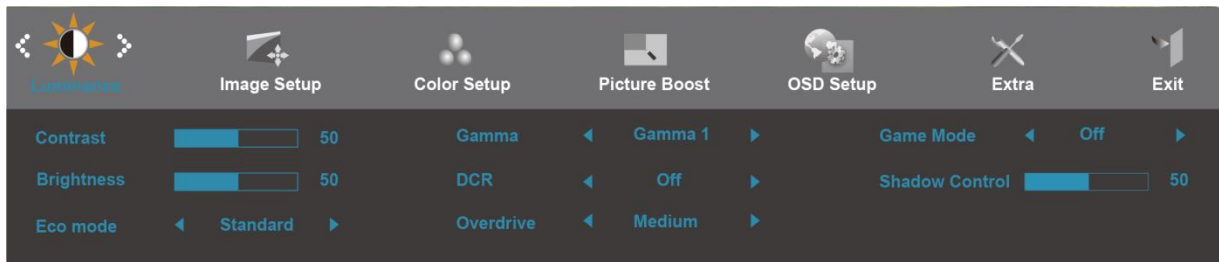 Luminance
Image Setup
Color Setup
Picture Boost
OSD Setup
Extra
Exit
Contrast 50
Gamma Gamma 1
Game Mode Off
Brightness 50
DCR Off
Shadow Control 50
Eco mode Standard
Overdrive Medium